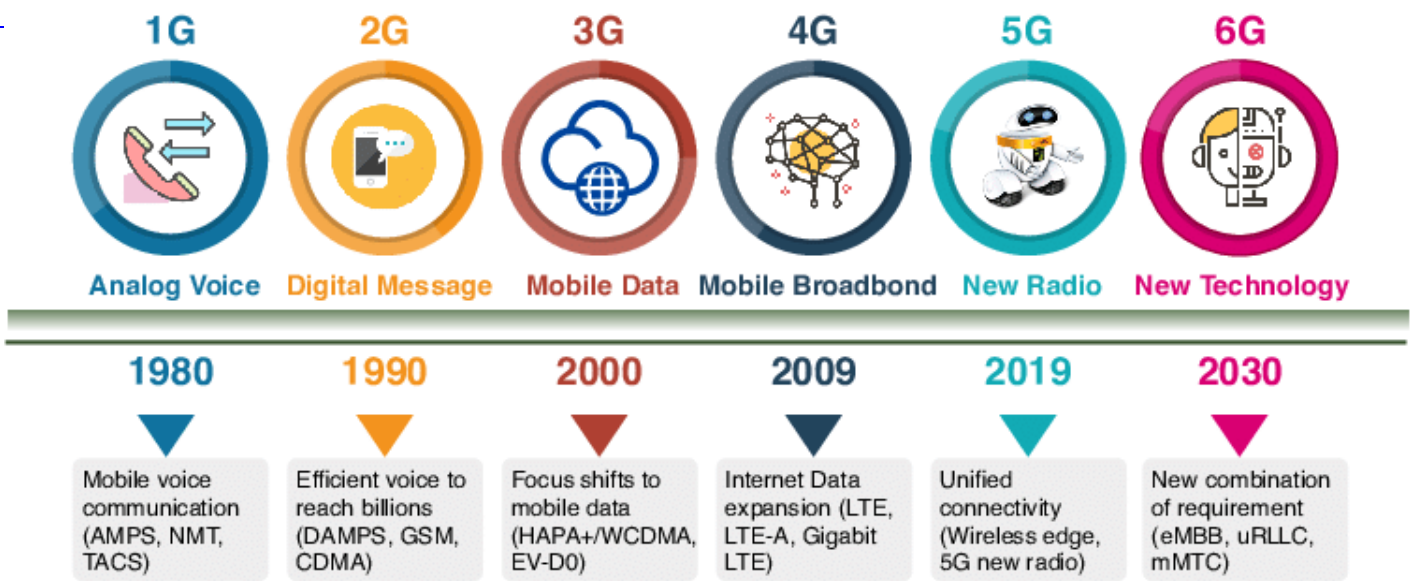 1G 2G 3G 4G 5G 6G
Analog Voice Digital Message Mobile Data Mobile Broadbond New Radio New Technology
1980 1990 2000 2009 2019 2030
Mobile voice
communication
(AMPS, NMT,
TACS)
Efficient voice to
reach billions
(DAMPS, GSM,
CDMA)
Focus shifts to
mobile data
(HAPA+/WCDMA,
EV-D0)
Internet Data
expansion (LTE,
LTE-A, Gigabit
LTE)
Unified
connectivity
(Wireless edge,
5G new radio)
New combination
of requirement
(eMBB, uRLLC,
mMTC)